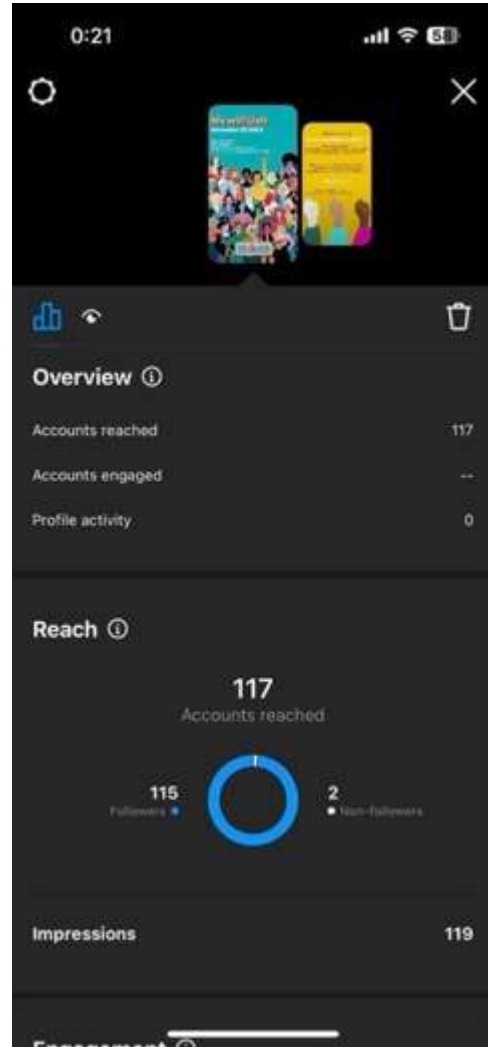 0:21
58
Overview
Accounts reached 117
Accounts engaged --
Profile activity 0
Reach
117
Accounts reached
115
Followers
2
Non-followers
Impressions 119
Engagement